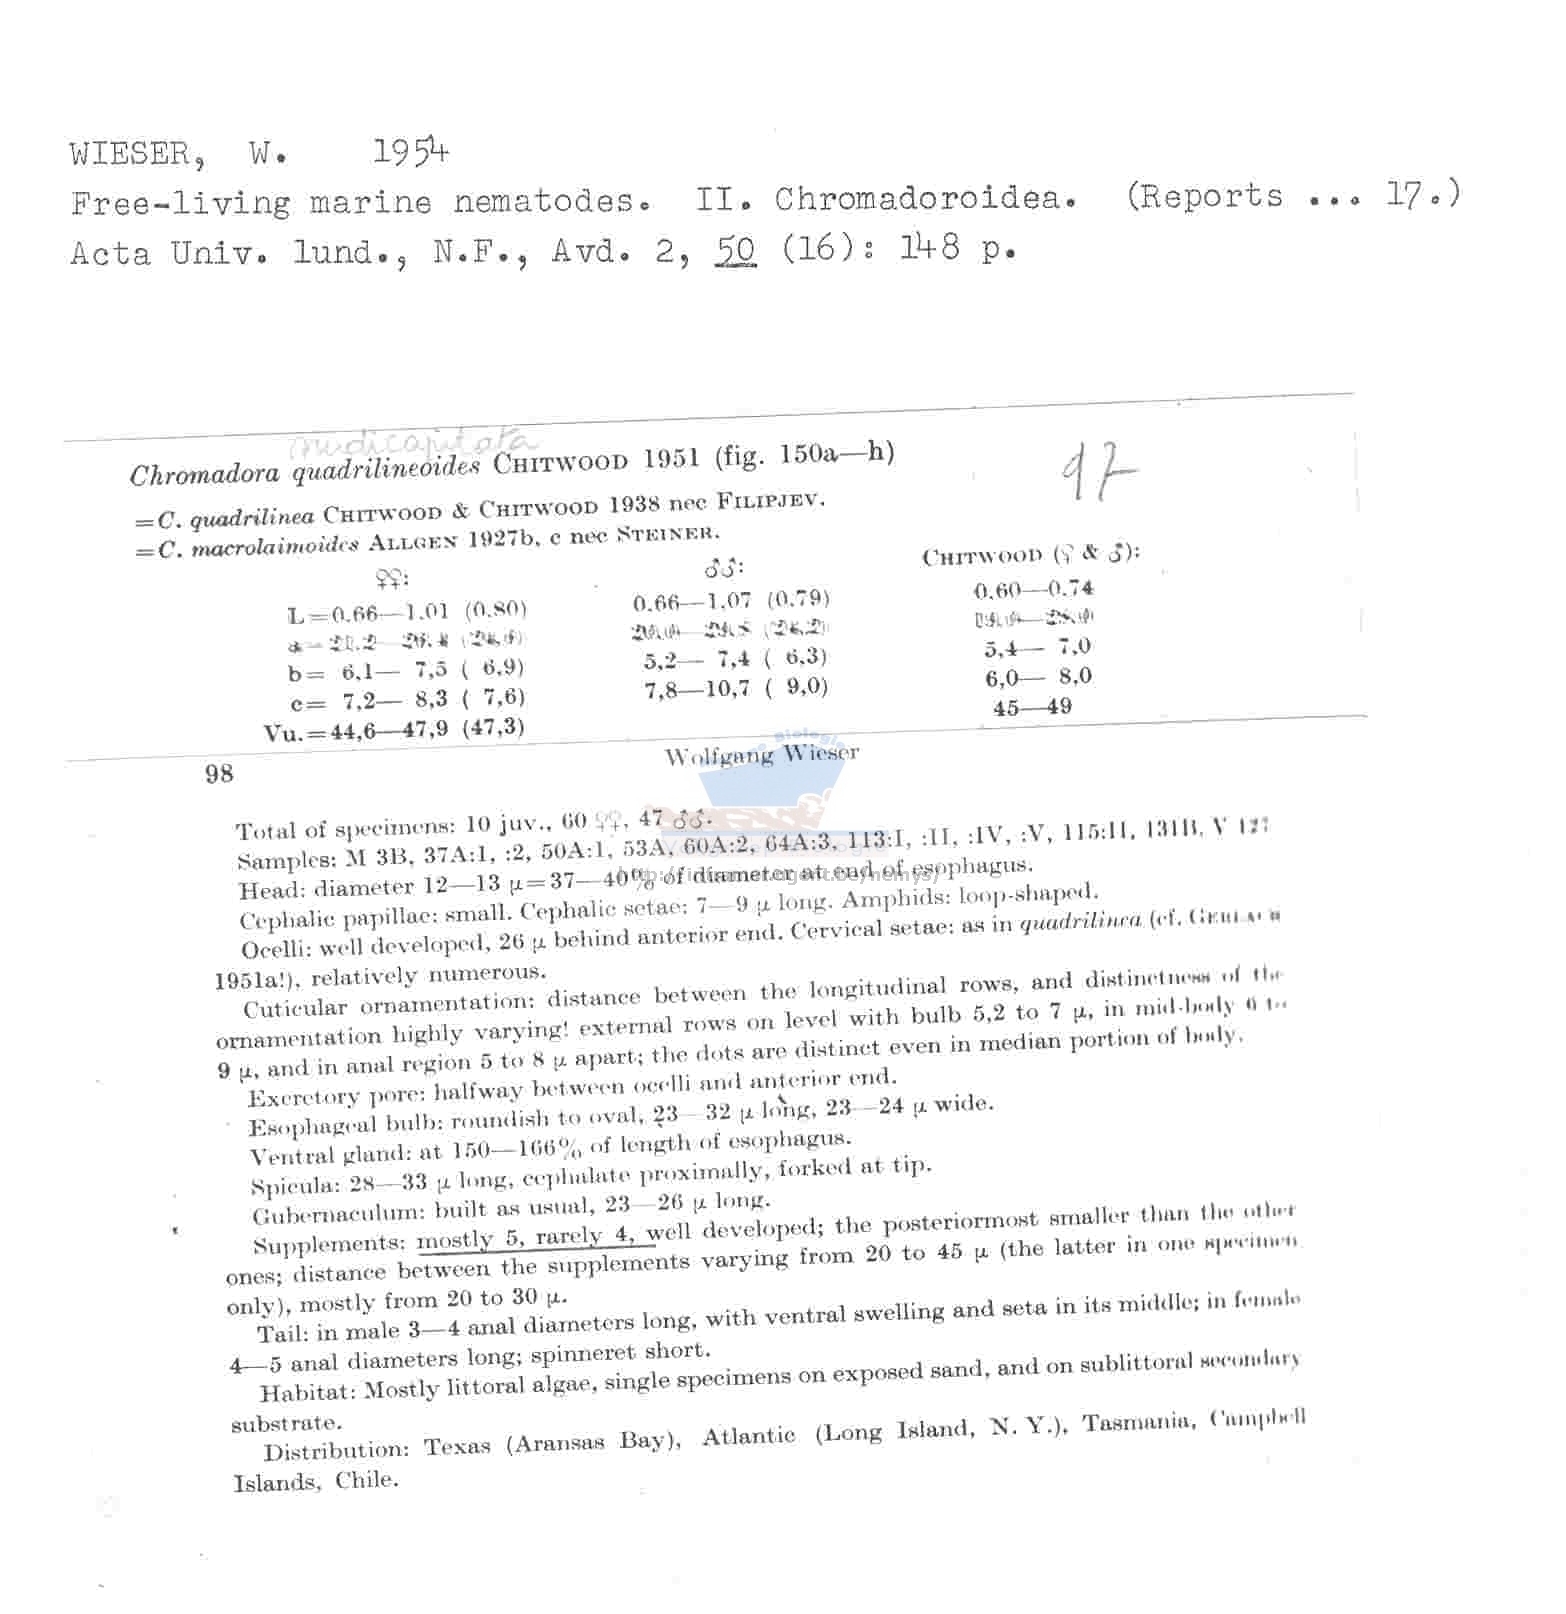 WIESER, W. 1954
Free-living marine nematodes. II. Chromadoroidea. (Reports ... 17.)
Acta Univ. lund., N.F., Avd. 2, 50 (16): 148 p.
nudicapitata
Chromadora quadrilineoides CHITWOOD 1951 (fig. 150a—h)
97
=C. quadrilinea CHITWOOD & CHITWOOD 1938 nec FILIPJEV.
=C. macrolaimoides ALLGEN 1927b, c nec STEINER.
♀♀: ♂♂: CHITWOOD (♀ & ♂):
L=0.66—1.01 (0.80) 0.66—1.07 (0.79) 0.60—0.74
a=
b= 6,1— 7,5 ( 6,9) 5,2— 7,4 ( 6,3) 5,4— 7,0
c= 7,2— 8,3 ( 7,6) 7,8—10,7 ( 9,0) 6,0— 8,0
Vu.=44,6—47,9 (47,3) 45—49
98 Wolfgang Wieser
Total of specimens: 10 juv., 60 ♀♀, 47 ♂♂.
Samples: M 3B, 37A:1, :2, 50A:1, 53A, 60A:2, 64A:3, 113:I, :II, :IV, :V, 115:II, 131B, V
Head: diameter 12—13 μ=37—40% of diameter at end of esophagus.
Cephalic papillae: small. Cephalic setae: 7—9 μ long. Amphids: loop-shaped.
Ocelli: well developed, 26 μ behind anterior end. Cervical setae: as in quadrilinea (cf. GERLACH
1951a!), relatively numerous.
Cuticular ornamentation: distance between the longitudinal rows, and distinctness of the
ornamentation highly varying! external rows on level with bulb 5,2 to 7 μ, in mid-body 6 to
9 μ, and in anal region 5 to 8 μ apart; the dots are distinct even in median portion of body.
Excretory pore: halfway between ocelli and anterior end.
Esophageal bulb: roundish to oval, 23—32 μ long, 23—24 μ wide.
Ventral gland: at 150—166% of length of esophagus.
Spicula: 28—33 μ long, cephalate proximally, forked at tip.
Gubernaculum: built as usual, 23—26 μ long.
Supplements: mostly 5, rarely 4, well developed; the posteriormost smaller than the other
ones; distance between the supplements varying from 20 to 45 μ (the latter in one specimen
only), mostly from 20 to 30 μ.
Tail: in male 3—4 anal diameters long, with ventral swelling and seta in its middle; in female
4—5 anal diameters long; spinneret short.
Habitat: Mostly littoral algae, single specimens on exposed sand, and on sublittoral secondary
substrate.
Distribution: Texas (Aransas Bay), Atlantic (Long Island, N. Y.), Tasmania, Campbell
Islands, Chile.